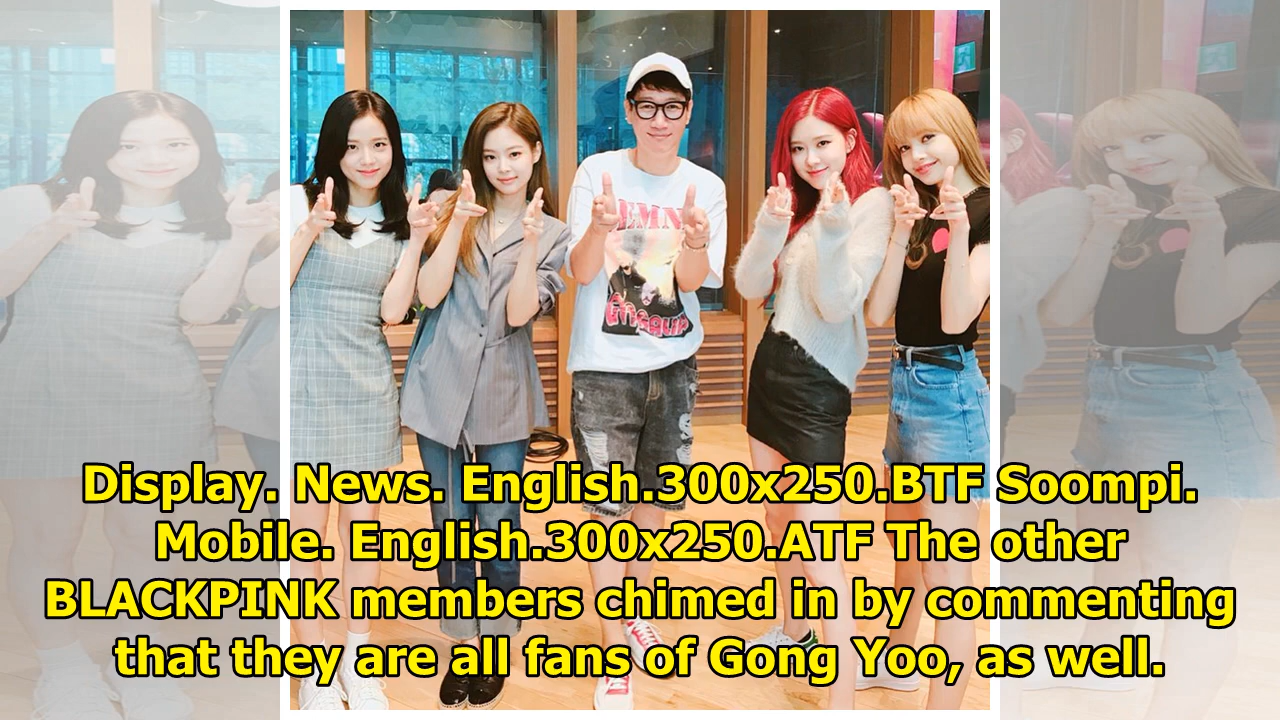 EMN
Display. News. English.300x250.BTF Soompi.
Mobile. English.300x250.ATF The other
BLACKPINK members chimed in by commenting
that they are all fans of Gong Yoo, as well.